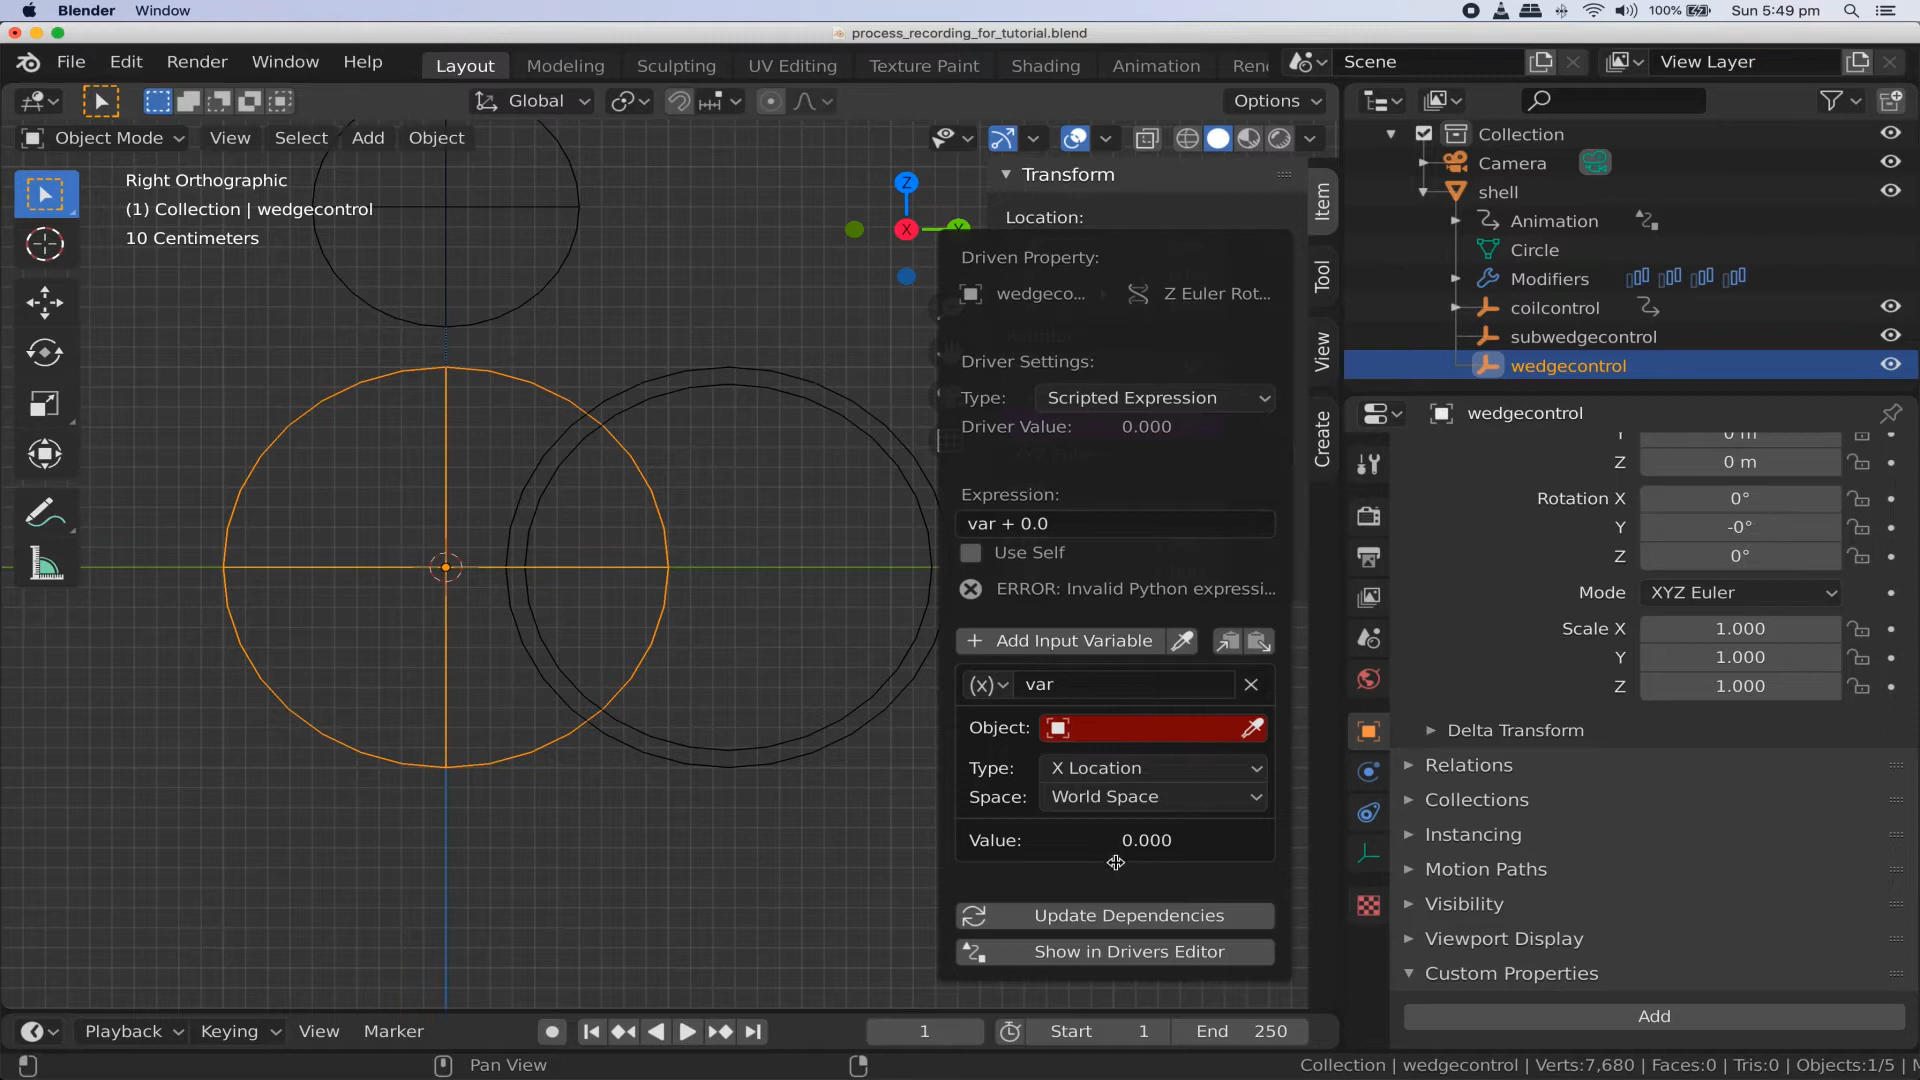 Blender Window 100% Sun 5:49 pm
process_recording_for_tutorial.blend
File Edit Render Window Help Layout Modeling Sculpting UV Editing Texture Paint Shading Animation Ren Scene View Layer
Global Options
Object Mode View Select Add Object
Right Orthographic
(1) Collection | wedgecontrol
10 Centimeters
Z
X
Y
Transform
Location:
Driven Property:
wedgeco... Z Euler Rot...
Driver Settings:
Type: Scripted Expression
Driver Value: 0.000
Expression:
var + 0.0
Use Self
ERROR: Invalid Python expressi...
Add Input Variable
(x) var
Object:
Type: X Location
Space: World Space
Value: 0.000
Update Dependencies
Show in Drivers Editor
Item
Tool
View
Create
Collection
Camera
shell
Animation
Circle
Modifiers
coilcontrol
subwedgecontrol
wedgecontrol
wedgecontrol
Y 0 m
Z 0 m
Rotation X 0°
Y -0°
Z 0°
Mode XYZ Euler
Scale X 1.000
Y 1.000
Z 1.000
Delta Transform
Relations
Collections
Instancing
Motion Paths
Visibility
Viewport Display
Custom Properties
Add
Playback Keying View Marker 1 Start 1 End 250
Pan View Collection | wedgecontrol | Verts:7,680 | Faces:0 | Tris:0 | Objects:1/5 |